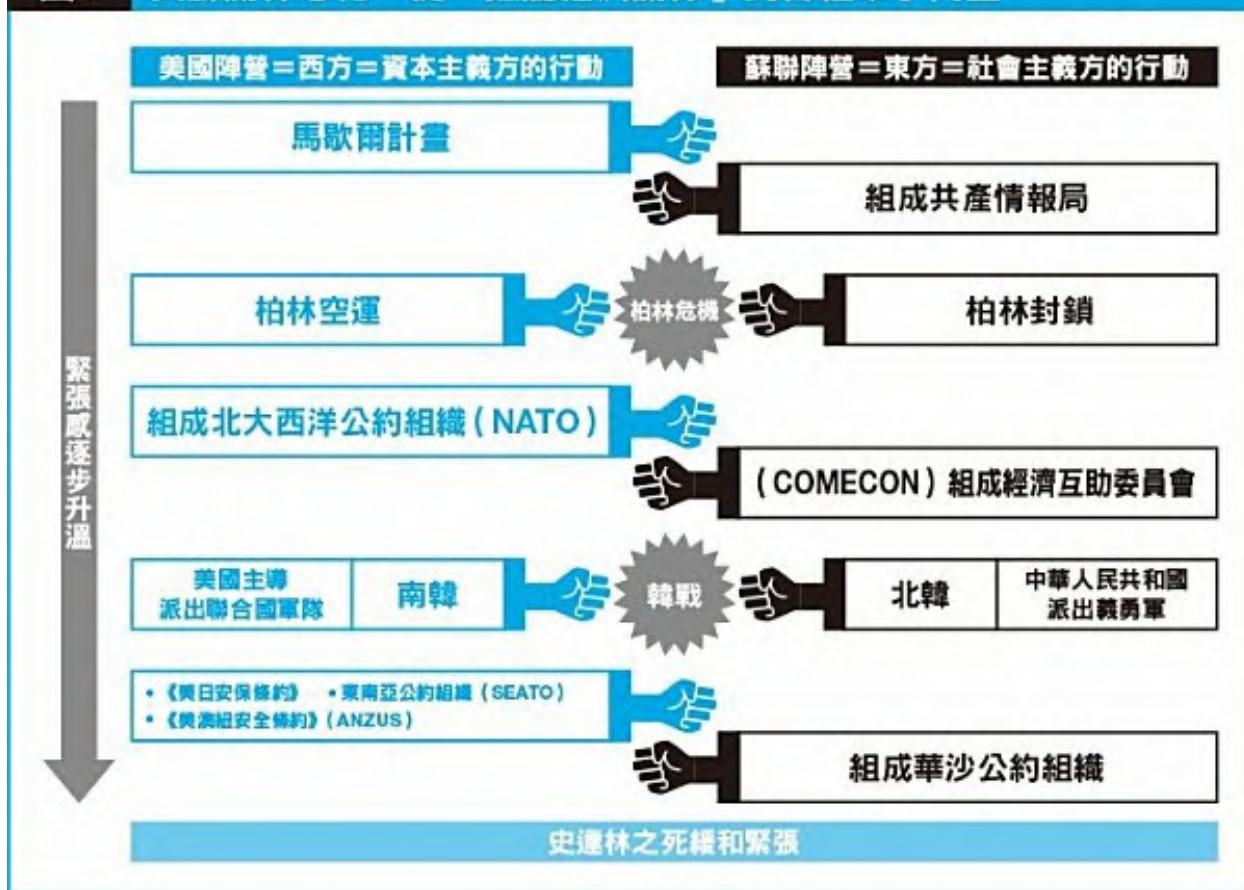 美國陣營＝西方＝資本主義方的行動
蘇聯陣營＝東方＝社會主義方的行動
緊張感逐步升溫
馬歇爾計畫
組成共產情報局
柏林空運
柏林危機
柏林封鎖
組成北大西洋公約組織（NATO）
（COMECON）組成經濟互助委員會
美國主導
派出聯合國軍隊
南韓
韓戰
北韓
中華人民共和國
派出義勇軍
•《美日安保條約》 •東南亞公約組織（SEATO）
•《美澳紐安全條約》（ANZUS）
組成華沙公約組織
史達林之死緩和緊張